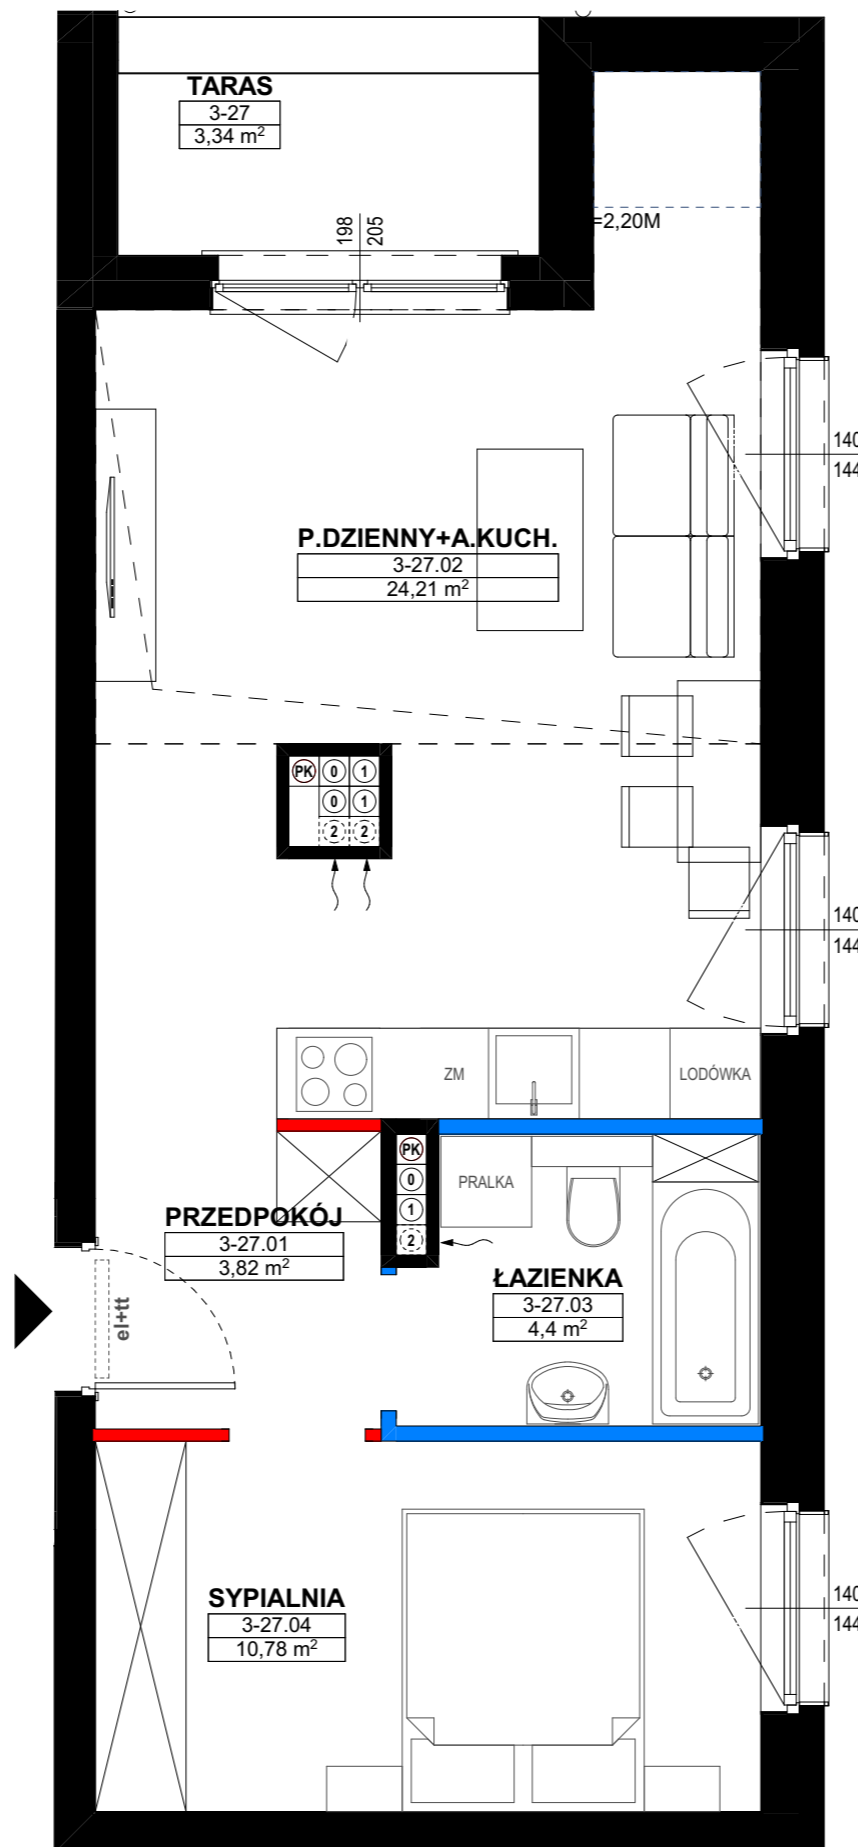 TARAS
3-27
3,34 m²
198
205
=2,20M
140
144
P.DZIENNY+A.KUCH.
3-27.02
24,21 m²
PK 0 1
0 1
2 2
140
144
ZM
LODÓWKA
PK
0
1
2
PRALKA
PRZEDPOKÓJ
3-27.01
3,82 m²
el+tt
ŁAZIENKA
3-27.03
4,4 m²
SYPIALNIA
3-27.04
10,78 m²
140
144